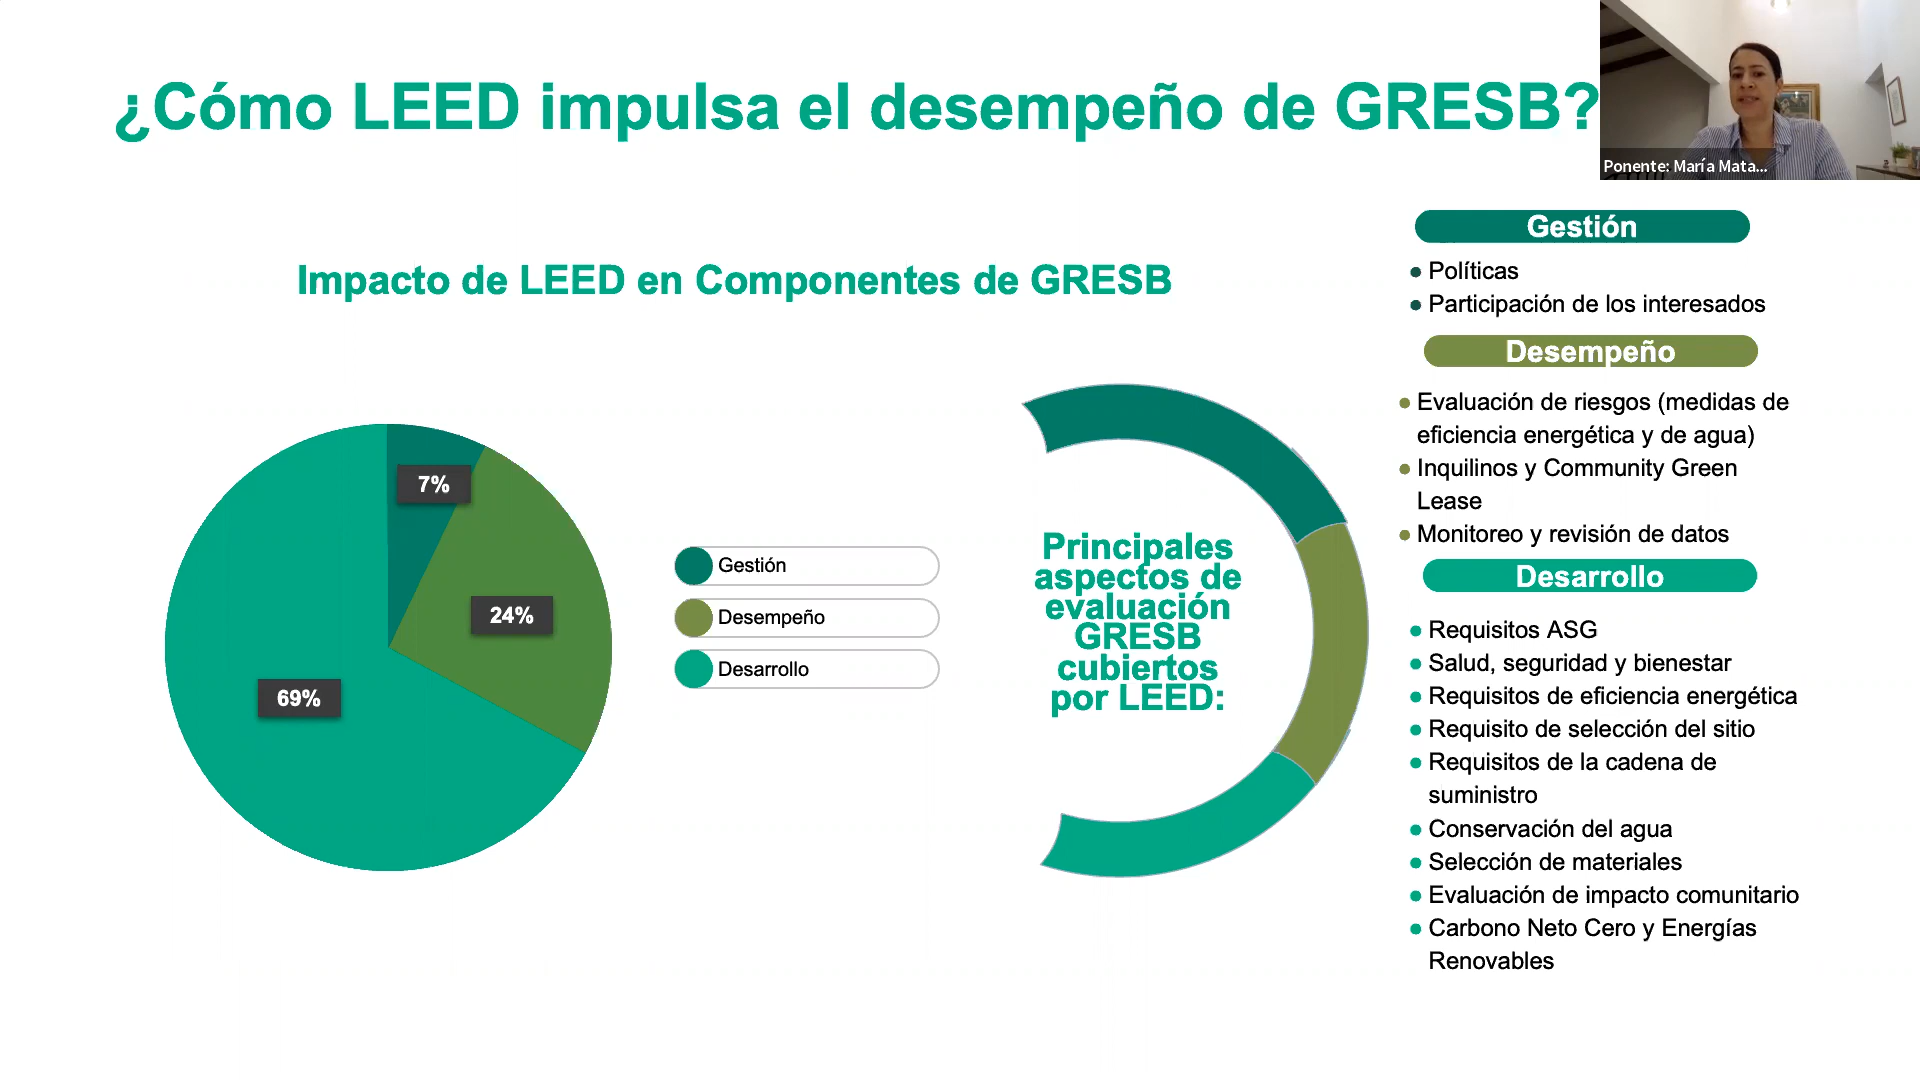 ¿Cómo LEED impulsa el desempeño de GRESB?
Ponente: María Mata...
Impacto de LEED en Componentes de GRESB
7%
24%
69%
Gestión
Desempeño
Desarrollo
Principales
aspectos de
evaluación
GRESB
cubiertos
por LEED:
Gestión
Políticas
Participación de los interesados
Desempeño
Evaluación de riesgos (medidas de
eficiencia energética y de agua)
Inquilinos y Community Green
Lease
Monitoreo y revisión de datos
Desarrollo
Requisitos ASG
Salud, seguridad y bienestar
Requisitos de eficiencia energética
Requisito de selección del sitio
Requisitos de la cadena de
suministro
Conservación del agua
Selección de materiales
Evaluación de impacto comunitario
Carbono Neto Cero y Energías
Renovables